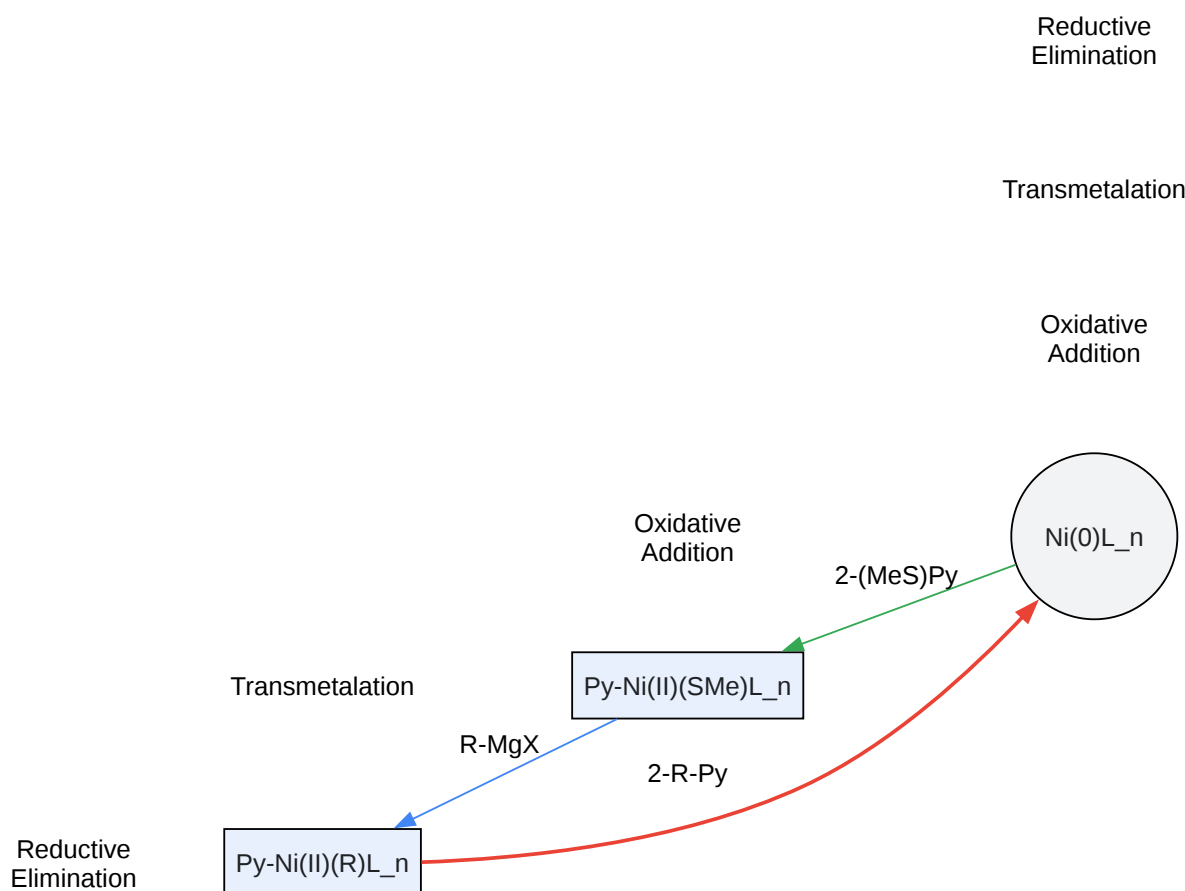 Reductive
Elimination
Transmetalation
Oxidative
Addition
Oxidative
Addition
Ni(0)L_n
2-(MeS)Py
Transmetalation
Py-Ni(II)(SMe)L_n
R-MgX
2-R-Py
Reductive
Elimination
Py-Ni(II)(R)L_n